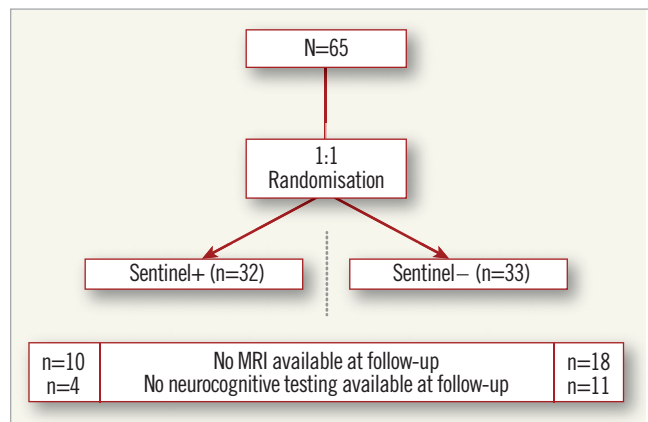 N=65
1:1
Randomisation
Sentinel+ (n=32)
Sentinel− (n=33)
n=10 No MRI available at follow-up n=18
n=4 No neurocognitive testing available at follow-up n=11